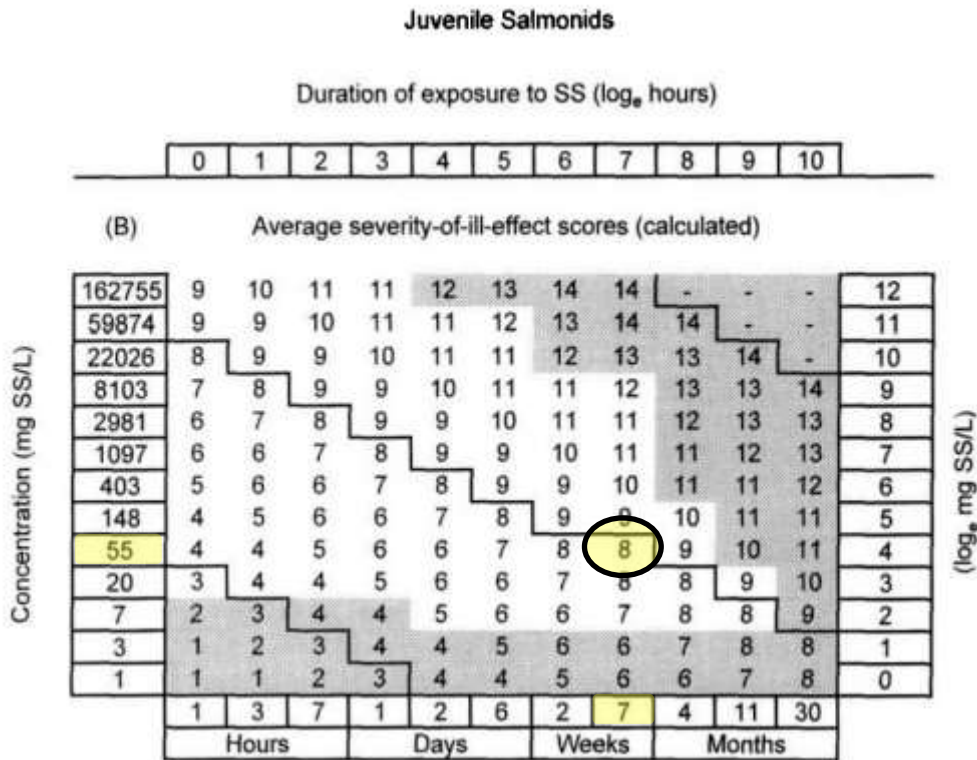 Juvenile Salmonids
Duration of exposure to SS (logₑ hours)
0 1 2 3 4 5 6 7 8 9 10
(B) Average severity-of-ill-effect scores (calculated)
162755 9 10 11 11 12 13 14 14 - - - 12
59874 9 9 10 11 11 12 13 14 14 - - 11
22026 8 9 9 10 11 11 12 13 13 14 - 10
8103 7 8 9 9 10 11 11 12 13 13 14 9
2981 6 7 8 9 9 10 11 11 12 13 13 8
1097 6 6 7 8 9 9 10 11 11 12 13 7
403 5 6 6 7 8 9 9 10 11 11 12 6
148 4 5 6 6 7 8 9 9 10 11 11 5
55 4 4 5 6 6 7 8 8 9 10 11 4
20 3 4 4 5 6 6 7 8 8 9 10 3
7 2 3 4 4 5 6 6 7 8 8 9 2
3 1 2 3 4 4 5 6 6 7 8 8 1
1 1 1 2 3 4 4 5 6 6 7 8 0
1 3 7 1 2 6 2 7 4 11 30
Hours Days Weeks Months
Concentration (mg SS/L)
(logₑ mg SS/L)